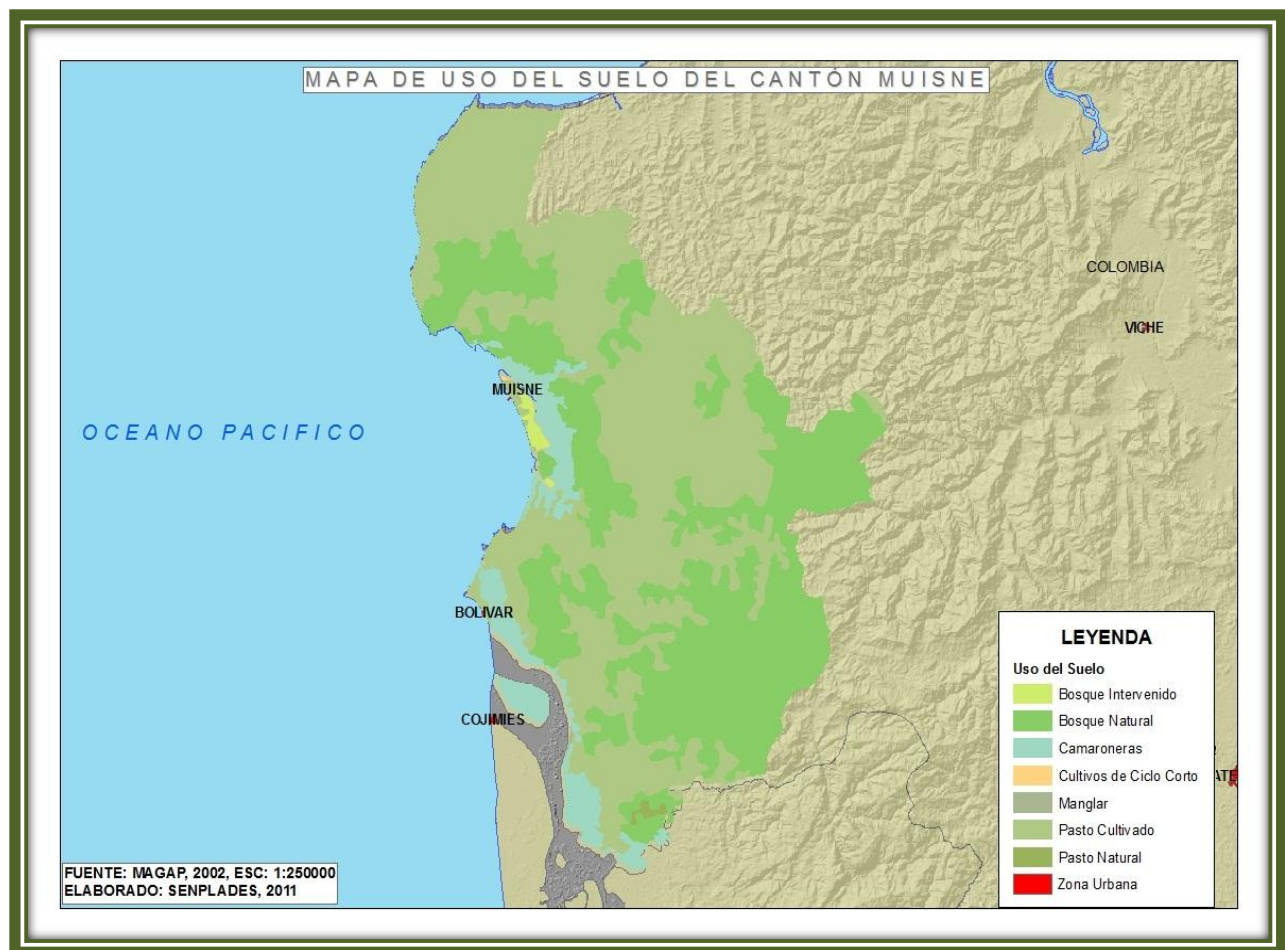 MAPA DE USO DEL SUELO DEL CANTÓN MUISNE
COLOMBIA
VICHE
MUISNE
OCEANO PACIFICO
BOLIVAR
COJIMIES
LEYENDA
Uso del Suelo
Bosque Intervenido
Bosque Natural
Camaroneras
Cultivos de Ciclo Corto
Manglar
Pasto Cultivado
Pasto Natural
Zona Urbana
FUENTE: MAGAP, 2002, ESC: 1:250000
ELABORADO: SENPLADES, 2011